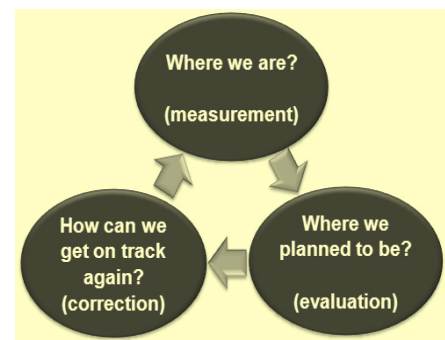 Where we are?
(measurement)
Where we
planned to be?
(evaluation)
How can we
get on track
again?
(correction)